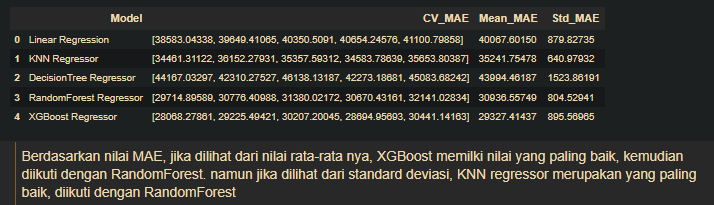 Model CV_MAE Mean_MAE Std_MAE
0 Linear Regression [38583.04338, 39649.41065, 40350.5091, 40654.24576, 41100.79858] 40067.60150 879.82735
1 KNN Regressor [34461.31122, 36152.27931, 35357.59312, 34583.78639, 35653.80387] 35241.75478 640.97932
2 DecisionTree Regressor [44167.03297, 42310.27527, 46138.13187, 42273.18681, 45083.68242] 43994.46187 1523.86191
3 RandomForest Regressor [29714.89589, 30776.40988, 31380.02172, 30670.43161, 32141.02834] 30936.55749 804.52941
4 XGBoost Regressor [28068.27861, 29225.49421, 30207.20045, 28694.95693, 30441.14163] 29327.41437 895.56965
Berdasarkan nilai MAE, jika dilihat dari nilai rata-rata nya, XGBoost memilki nilai yang paling baik, kemudian
diikuti dengan RandomForest. namun jika dilihat dari standard deviasi, KNN regressor merupakan yang paling
baik, diikuti dengan RandomForest